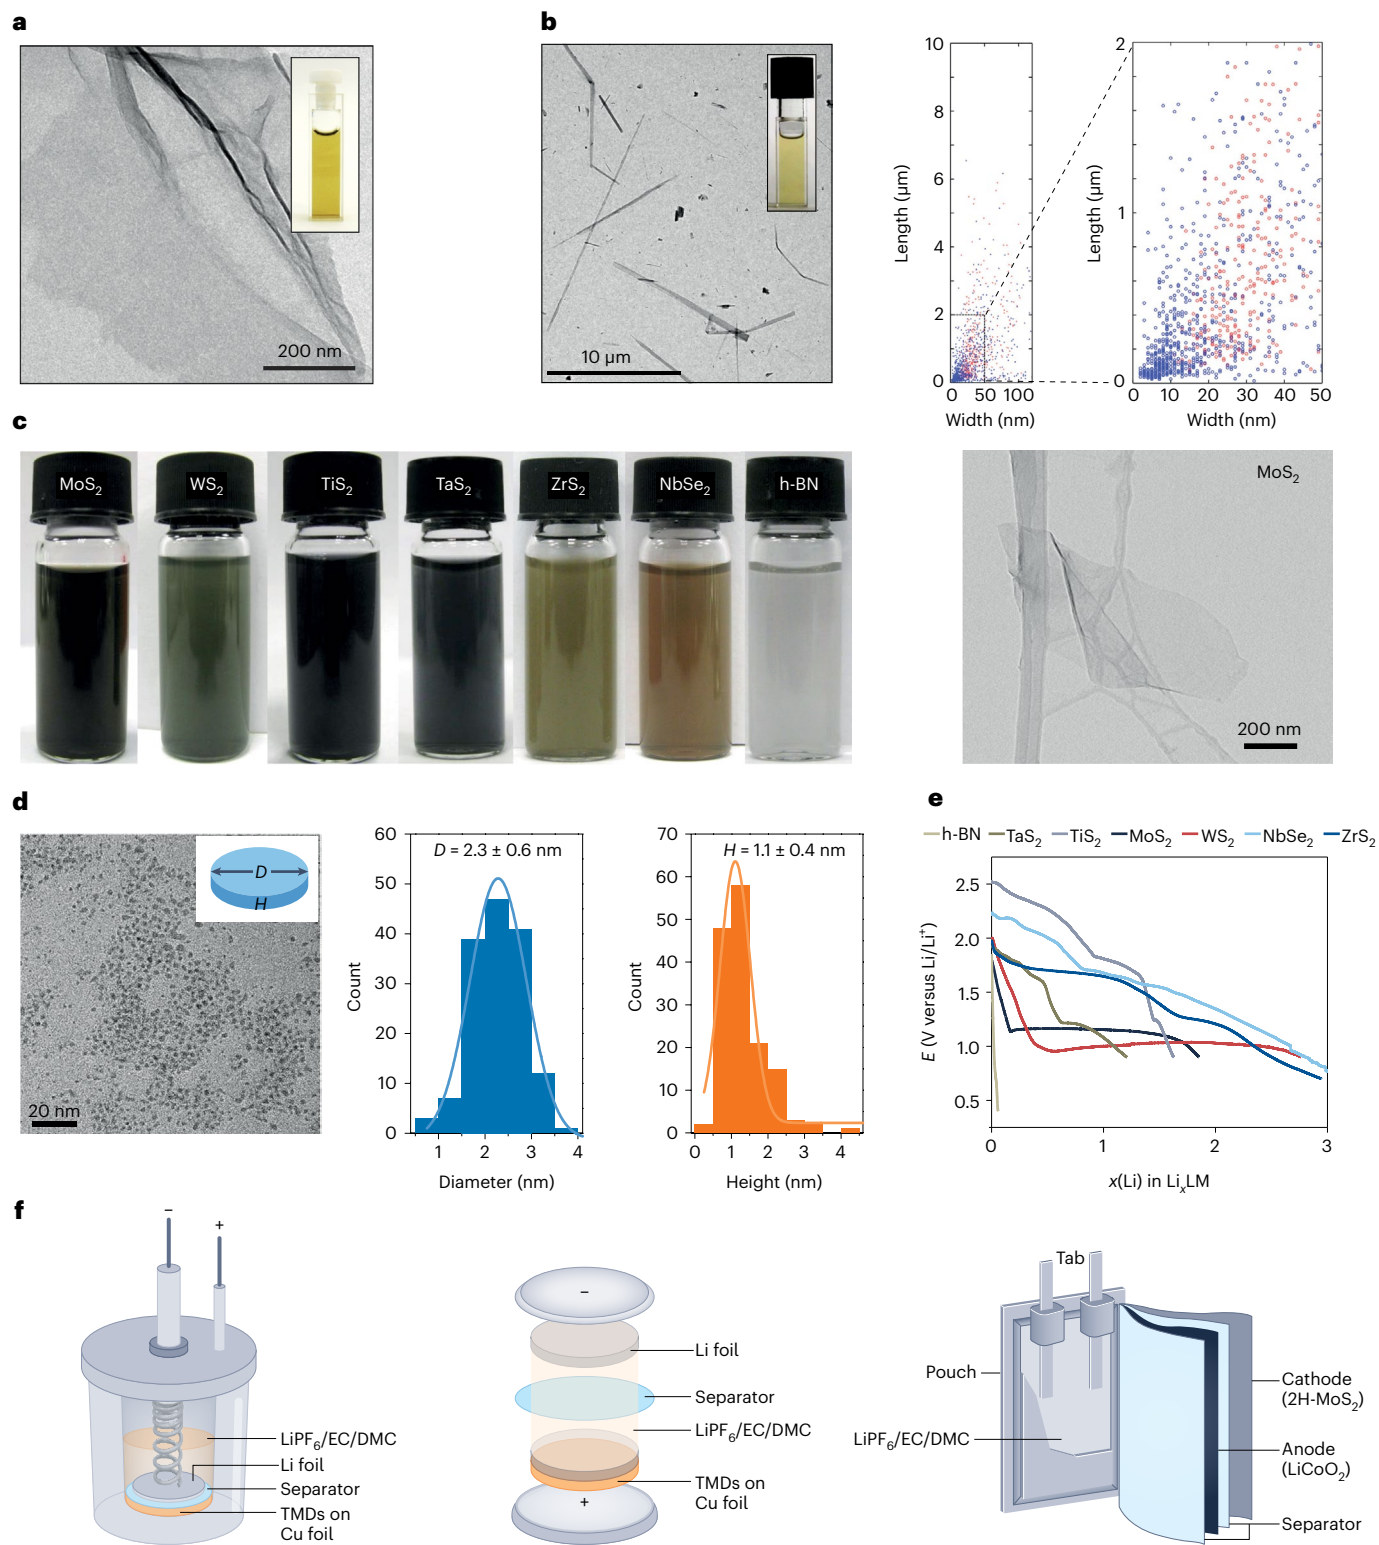 a
200 nm
b
10 µm
10
8
6
4
2
0
Length (µm)
0 50 100
Width (nm)
2
1
0
Length (µm)
0 10 20 30 40 50
Width (nm)
c
MoS2
WS2
TiS2
TaS2
ZrS2
NbSe2
h-BN
MoS2
200 nm
d
D
H
20 nm
D = 2.3 ± 0.6 nm
60
50
40
30
20
10
0
Count
1 2 3 4
Diameter (nm)
H = 1.1 ± 0.4 nm
70
60
50
40
30
20
10
0
Count
0 1 2 3 4
Height (nm)
e
h-BN TaS2 TiS2 MoS2 WS2 NbSe2 ZrS2
2.5
2.0
1.5
1.0
0.5
E (V versus Li/Li+)
0 1 2 3
x(Li) in LixLM
f
–
+
LiPF6/EC/DMC
Li foil
Separator
TMDs on
Cu foil
–
Li foil
Separator
LiPF6/EC/DMC
TMDs on
Cu foil
+
Tab
Pouch
LiPF6/EC/DMC
Cathode
(2H-MoS2)
Anode
(LiCoO2)
Separator